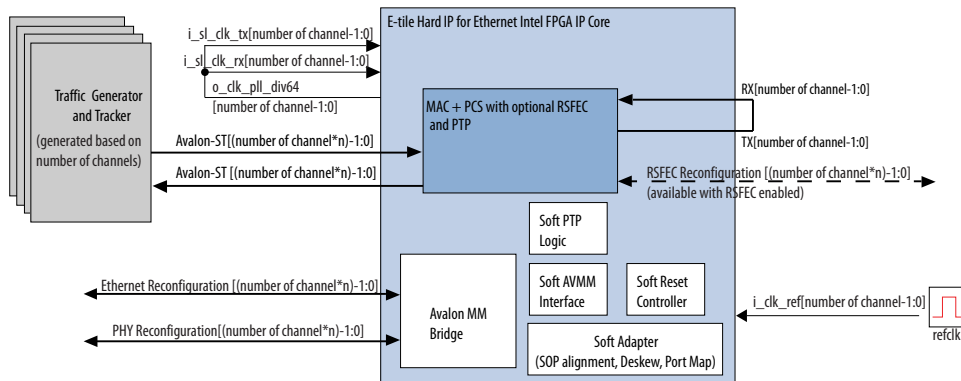 E-tile Hard IP for Ethernet Intel FPGA IP Core
i_sl_clk_tx[number of channel-1:0]
i_sl_clk_rx[number of channel-1:0]
o_clk_pll_div64
[number of channel-1:0]
Traffic Generator
and Tracker
(generated based on
number of channels)
Avalon-ST[(number of channel*n)-1:0]
Avalon-ST [(number of channel*n)-1:0]
MAC + PCS with optional RSFEC
and PTP
RX[number of channel-1:0]
TX[number of channel-1:0]
RSFEC Reconfiguration [(number of channel*n)-1:0]
(available with RSFEC enabled)
Soft PTP
Logic
Soft AVMM
Interface
Soft Reset
Controller
Ethernet Reconfiguration [(number of channel*n)-1:0]
PHY Reconfiguration[(number of channel*n)-1:0]
Avalon MM
Bridge
Soft Adapter
(SOP alignment, Deskew, Port Map)
i_clk_ref[number of channel-1:0]
refclk